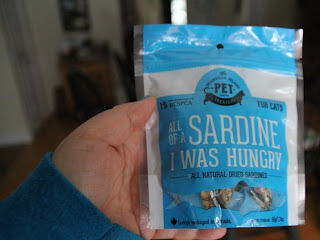 PET
FOR CATS
ALL
OF A
SARDINE
I WAS HUNGRY
ALL NATURAL DRIED SARDINES